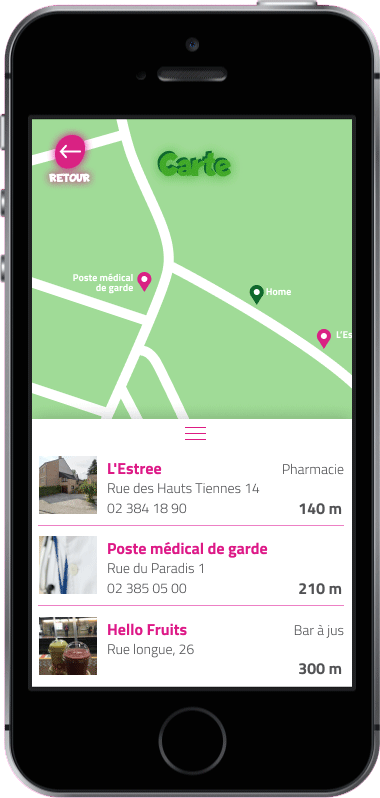 Carte
RETOUR
Poste médical
de garde
Home
L'Es
L'Estree
Pharmacie
Rue des Hauts Tiennes 14
02 384 18 90
140 m
Poste médical de garde
Rue du Paradis 1
02 385 05 00
210 m
Hello Fruits
Bar à jus
Rue longue, 26
300 m